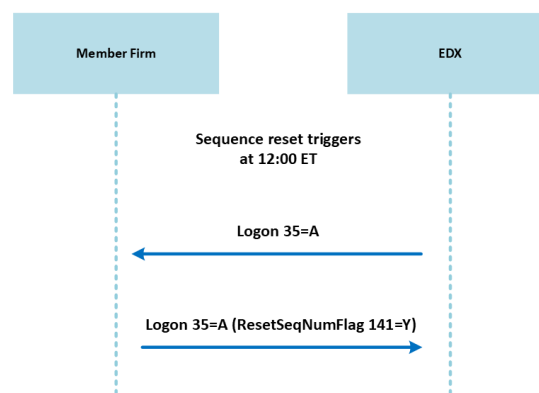 Member Firm
EDX
Sequence reset triggers
at 12:00 ET
Logon 35=A
Logon 35=A (ResetSeqNumFlag 141=Y)